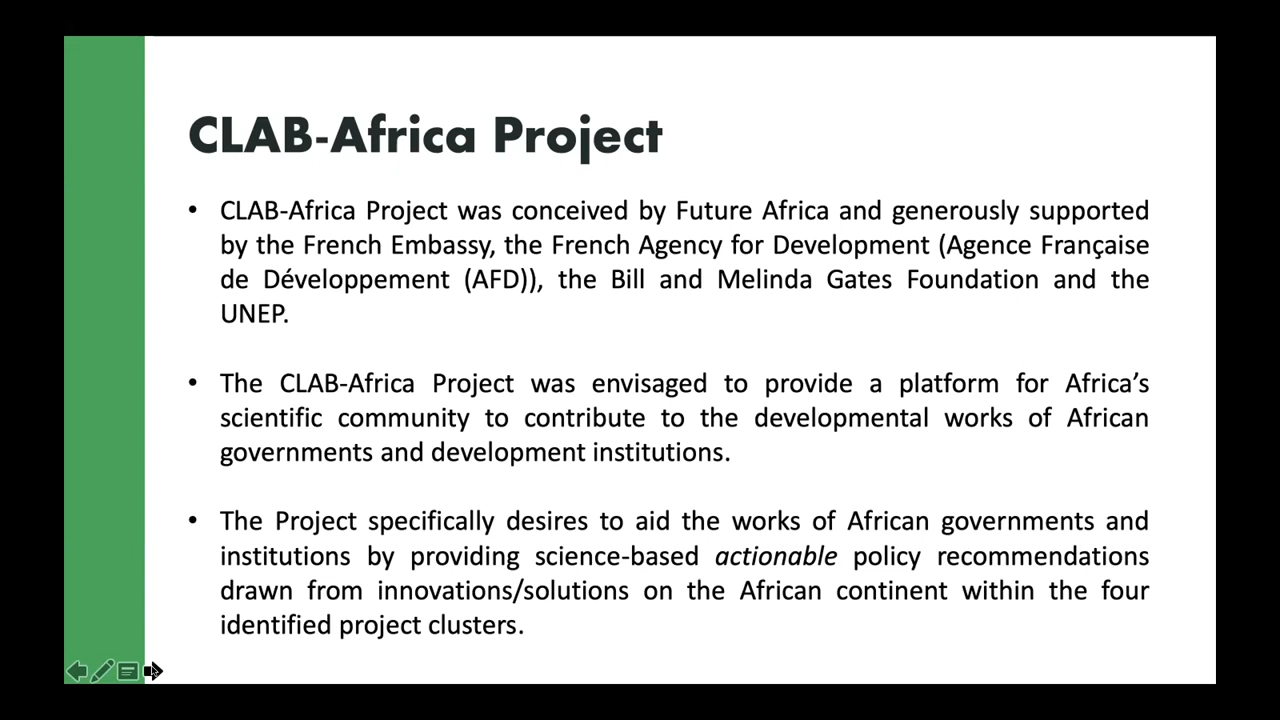 CLAB-Africa Project
• CLAB-Africa Project was conceived by Future Africa and generously supported
by the French Embassy, the French Agency for Development (Agence Française
de Développement (AFD)), the Bill and Melinda Gates Foundation and the
UNEP.
• The CLAB-Africa Project was envisaged to provide a platform for Africa’s
scientific community to contribute to the developmental works of African
governments and development institutions.
• The Project specifically desires to aid the works of African governments and
institutions by providing science-based actionable policy recommendations
drawn from innovations/solutions on the African continent within the four
identified project clusters.